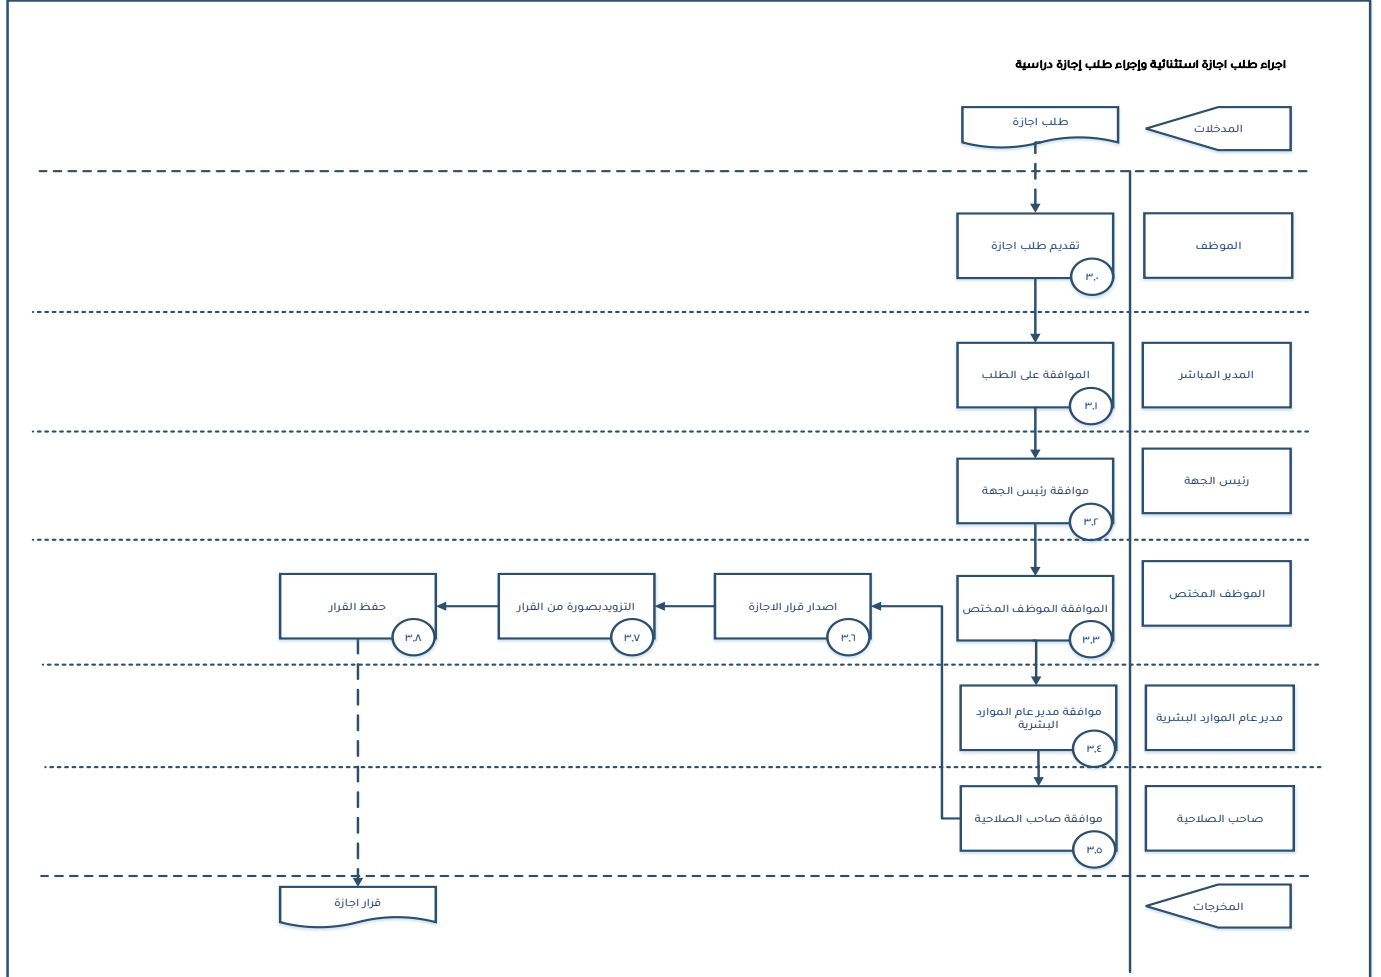 اجراء طلب اجازة استثنائية وإجراء طلب إجازة دراسية
المدخلات
طلب اجازة
الموظف
تقديم طلب اجازة
٣.٠
المدير المباشر
الموافقة على الطلب
٣.١
رئيس الجهة
موافقة رئيس الجهة
٣.٢
الموظف المختص
الموافقة الموظف المختص
٣.٣
اصدار قرار الاجازة
٣.٦
التزويدبصورة من القرار
٣.٧
حفظ القرار
٣.٨
مدير عام الموارد البشرية
موافقة مدير عام الموارد
البشرية
٣.٤
صاحب الصلاحية
موافقة صاحب الصلاحية
٣.٥
المخرجات
قرار اجازة